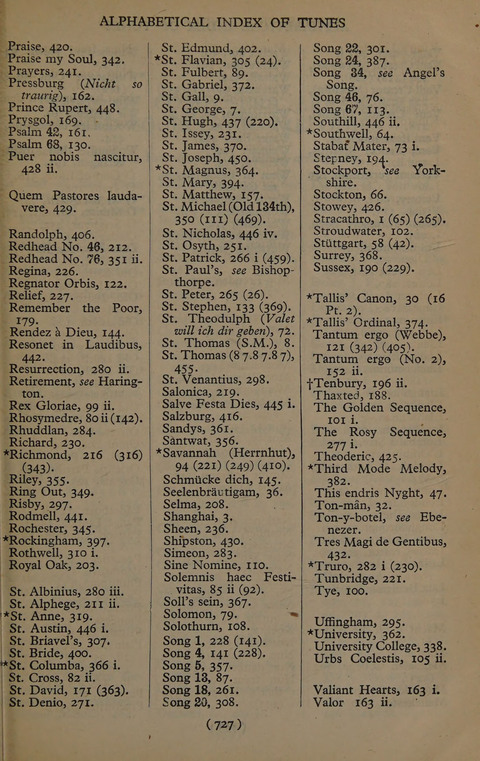 ALPHABETICAL INDEX OF TUNES
Praise, 420.
Praise my Soul, 342.
Prayers, 241.
Pressburg (Nicht so
traurig), 162.
Prince Rupert, 448.
Prysgol, 169.
Psalm 42, 161.
Psalm 68, 130.
Puer nobis nascitur,
428 ii.
Quem Pastores lauda-
vere, 429.
Randolph, 406.
Redhead No. 46, 212.
Redhead No. 76, 351 ii.
Regina, 226.
Regnator Orbis, 122.
Relief, 227.
Remember the Poor,
179.
Rendez à Dieu, 144.
Resonet in Laudibus,
442.
Resurrection, 280 ii.
Retirement, see Haring-
ton.
Rex Gloriae, 99 ii.
Rhosymedre, 80 ii (142).
Rhuddlan, 284.
Richard, 230.
*Richmond, 216 (316)
(343).
Riley, 355.
Ring Out, 349.
Risby, 297.
Rodmell, 441.
Rochester, 345.
*Rockingham, 397.
Rothwell, 310 i.
Royal Oak, 203.
St. Albinius, 280 iii.
St. Alphege, 211 ii.
*St. Anne, 319.
St. Austin, 446 i.
St. Briavel's, 307.
St. Bride, 400.
*St. Columba, 366 i.
St. Cross, 82 ii.
St. David, 171 (363).
St. Denio, 271.
St. Edmund, 402.
*St. Flavian, 305 (24).
St. Fulbert, 89.
St. Gabriel, 372.
St. Gall, 9.
St. George, 7.
St. Hugh, 437 (220).
St. Issey, 231.
St. James, 370.
St. Joseph, 450.
*St. Magnus, 364.
St. Mary, 394.
St. Matthew, 157.
St. Michael (Old 134th),
350 (111) (469).
St. Nicholas, 446 iv.
St. Osyth, 251.
St. Patrick, 266 i (459).
St. Paul's, see Bishop-
thorpe.
St. Peter, 265 (26).
St. Stephen, 133 (369).
St. Theodulph (Valet
will ich dir geben), 72.
St. Thomas (S.M.), 8.
St. Thomas (8 7.8 7.8 7),
455.
St. Venantius, 298.
Salonica, 219.
Salve Festa Dies, 445 i.
Salzburg, 416.
Sandys, 361.
Santwat, 356.
*Savannah (Herrnhut),
94 (221) (249) (410).
Schmücke dich, 145.
Seelenbräutigam, 36.
Selma, 208.
Shanghai, 3.
Sheen, 236.
Shipston, 430.
Simeon, 283.
Sine Nomine, 110.
Solemnis haec Festi-
vitas, 85 ii (92).
Soll's sein, 367.
Solomon, 79.
Solothurn, 108.
Song 1, 228 (141).
Song 4, 141 (228).
Song 5, 357.
Song 13, 87.
Song 18, 261.
Song 20, 308.
Song 22, 301.
Song 24, 387.
Song 34, see Angel's
Song.
Song 46, 76.
Song 67, 113.
Southill, 446 ii.
*Southwell, 64.
Stabat Mater, 73 i.
Stepney, 194.
Stockport, see York-
shire.
Stockton, 66.
Stowey, 426.
Stracathro, 1 (65) (265).
Stroudwater, 102.
Stüttgart, 58 (42).
Surrey, 368.
Sussex, 190 (229).
*Tallis' Canon, 30 (16
Pt. 2).
*Tallis' Ordinal, 374.
Tantum ergo (Webbe),
121 (342) (405).
Tantum ergo (No. 2),
152 ii.
†Tenbury, 196 ii.
Thaxted, 188.
The Golden Sequence,
101 i.
The Rosy Sequence,
277 i.
Theoderic, 425.
*Third Mode Melody,
382.
This endris Nyght, 47.
Ton-mân, 32.
Ton-y-botel, see Ebe-
nezer.
Tres Magi de Gentibus,
432.
*Truro, 282 i (230).
Tunbridge, 221.
Tye, 100.
Uffingham, 295.
*University, 362.
University College, 338.
Urbs Coelestis, 105 ii.
Valiant Hearts, 163 i.
Valor 163 ii.
(727)